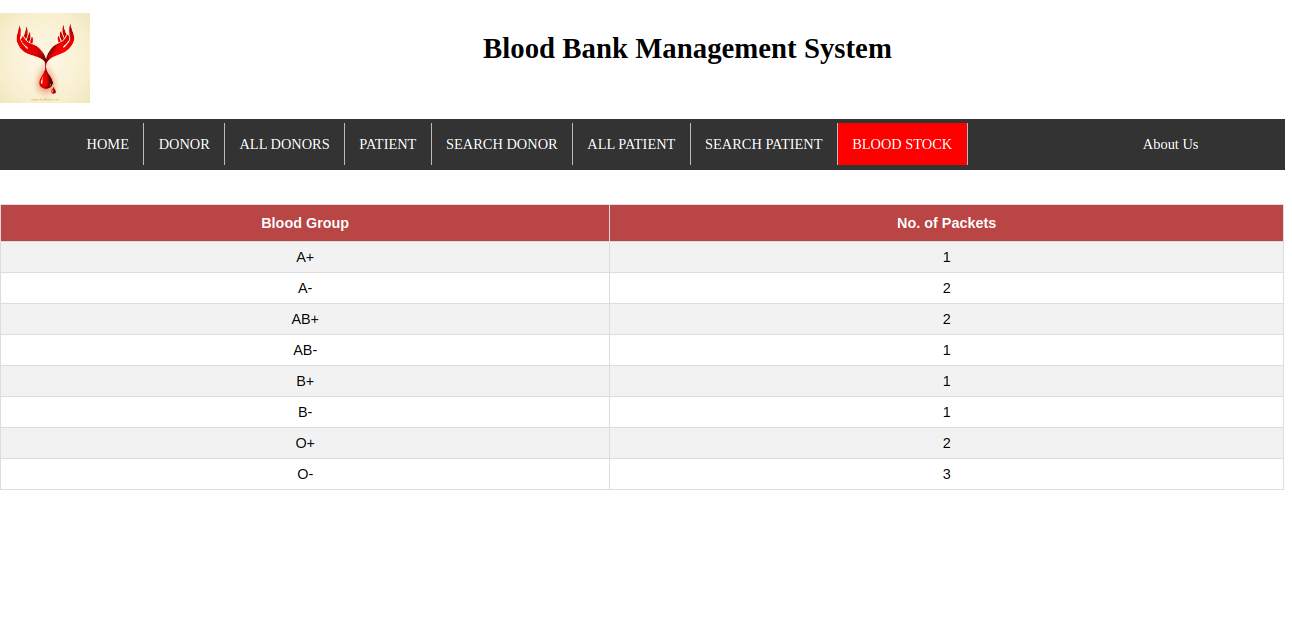 Blood Bank Management System
HOME DONOR ALL DONORS PATIENT SEARCH DONOR ALL PATIENT SEARCH PATIENT BLOOD STOCK About Us
Blood Group No. of Packets
A+ 1
A- 2
AB+ 2
AB- 1
B+ 1
B- 1
O+ 2
O- 3